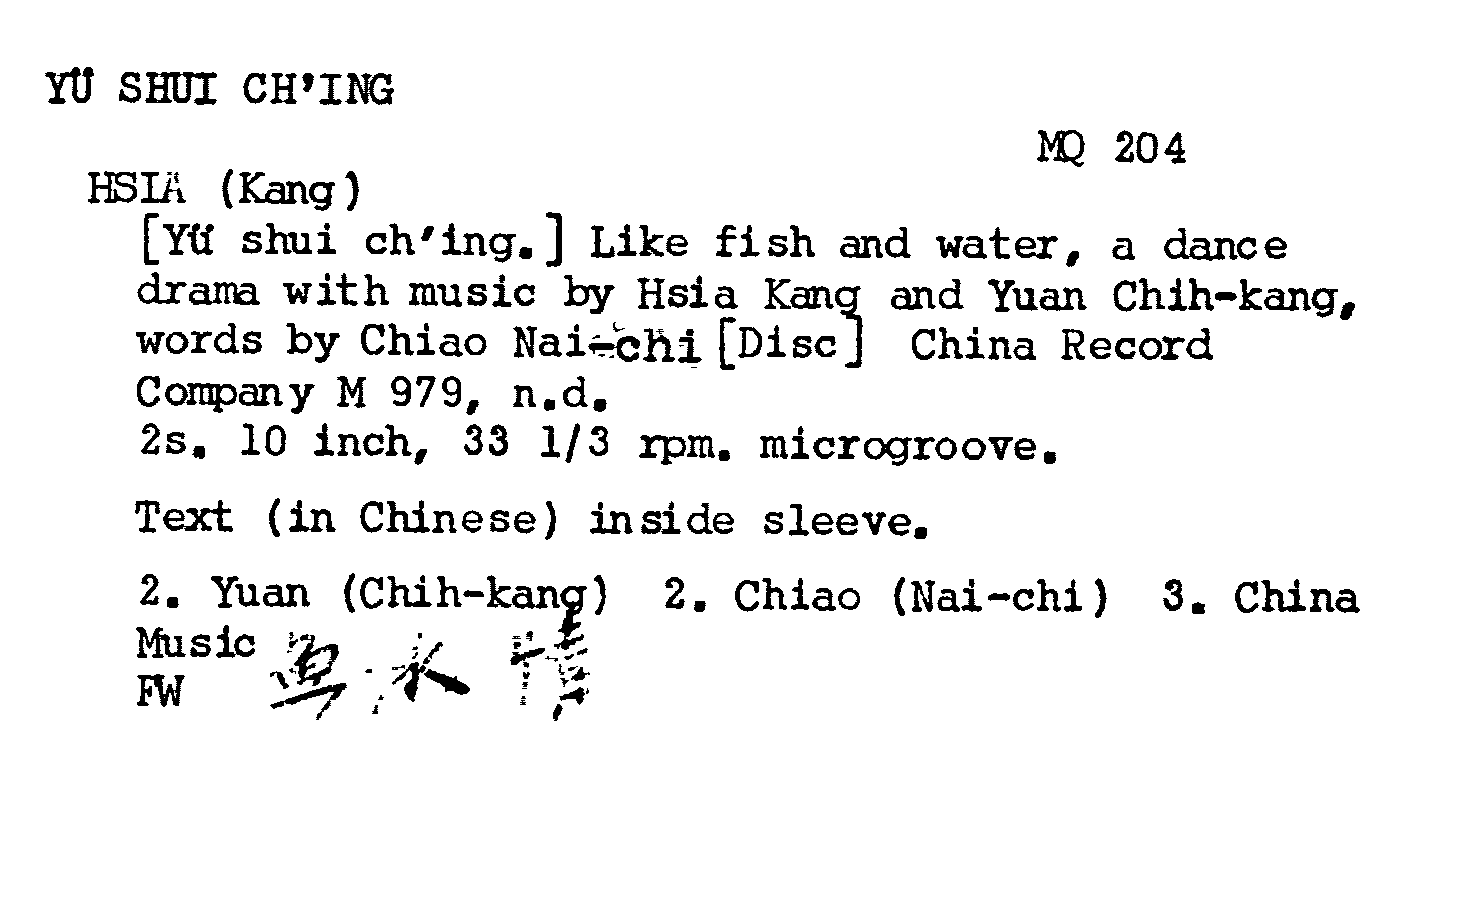 YÜ SHUI CH'ING
MQ 204
HSIA (Kang)
[Yü shui ch'ing.] Like fish and water, a dance
drama with music by Hsia Kang and Yuan Chih-kang,
words by Chiao Nai-chi [Disc] China Record
Company M 979, n.d.
2s. 10 inch, 33 1/3 rpm. microgroove.
Text (in Chinese) inside sleeve.
2. Yuan (Chih-kang) 2. Chiao (Nai-chi) 3. China
Music 鱼水情
FW